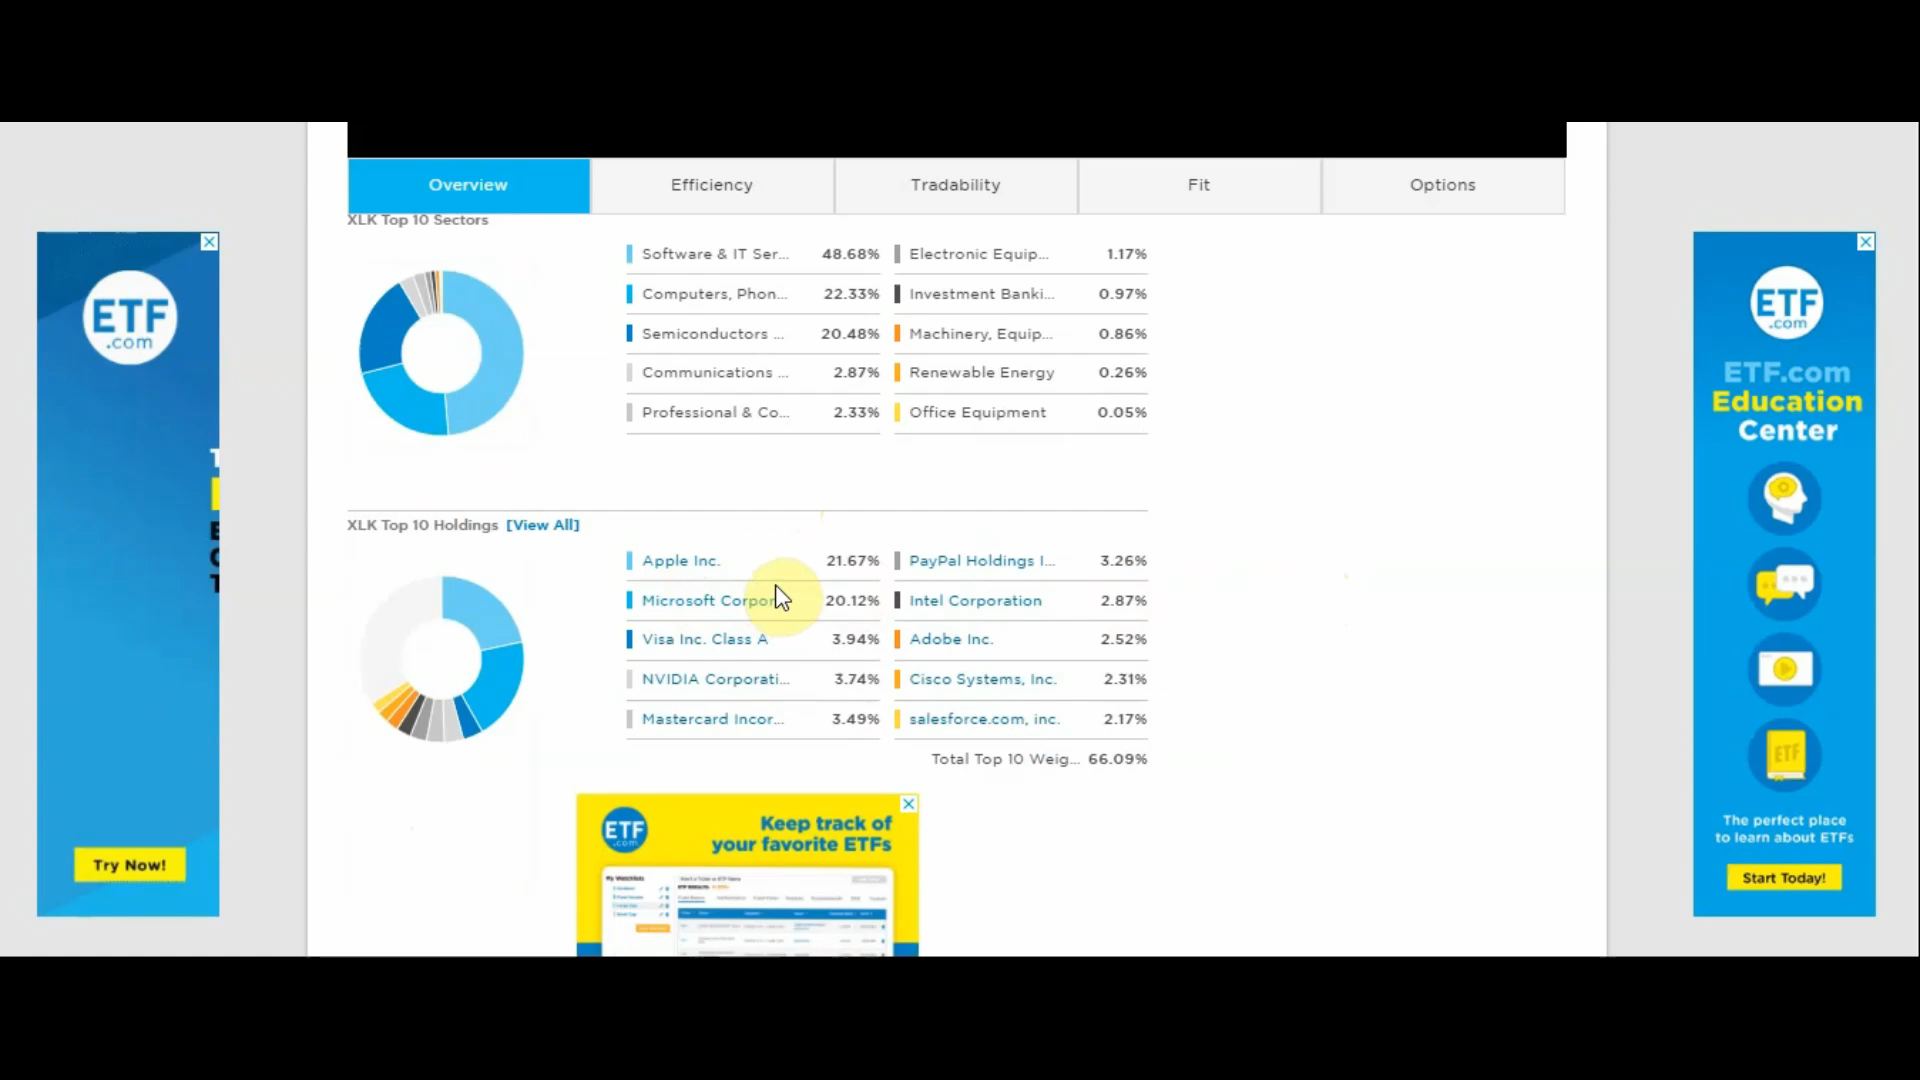 Overview
Efficiency
Tradability
Fit
Options
XLK Top 10 Sectors
Software & IT Ser... 48.68%
Computers, Phon... 22.33%
Semiconductors ... 20.48%
Communications ... 2.87%
Professional & Co... 2.33%
Electronic Equip... 1.17%
Investment Banki... 0.97%
Machinery, Equip... 0.86%
Renewable Energy 0.26%
Office Equipment 0.05%
XLK Top 10 Holdings [View All]
Apple Inc. 21.67%
Microsoft Corpor 20.12%
Visa Inc. Class A 3.94%
NVIDIA Corporati... 3.74%
Mastercard Incor... 3.49%
PayPal Holdings I... 3.26%
Intel Corporation 2.87%
Adobe Inc. 2.52%
Cisco Systems, Inc. 2.31%
salesforce.com, inc. 2.17%
Total Top 10 Weig... 66.09%
ETF
.com
Try Now!
ETF
.com
Keep track of
your favorite ETFs
My Watchlists
ETF
.com
ETF.com
Education
Center
ETF
The perfect place
to learn about ETFs
Start Today!